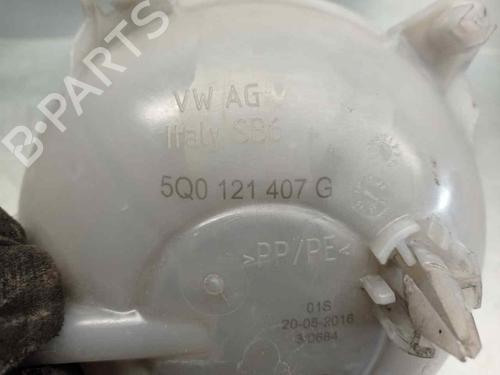 B-PARTS
VW AG
Italy SB6
5Q0 121 407 G
>PP/PE<
01S
20-05-2016
3/0684